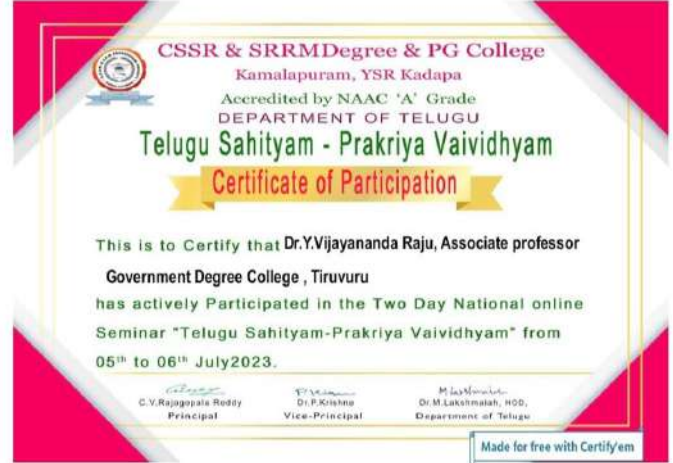 CSSR & SRRMDegree & PG College
Kamalapuram, YSR Kadapa
Accredited by NAAC 'A' Grade
DEPARTMENT OF TELUGU
Telugu Sahityam - Prakriya Vaividhyam
Certificate of Participation
This is to Certify that Dr.Y.Vijayananda Raju, Associate professor
Government Degree College , Tiruvuru
has actively Participated in the Two Day National online
Seminar "Telugu Sahityam-Prakriya Vaividhyam" from
05th to 06th July2023.
C.V.Rajagopala Reddy
Principal
Dr.P.Krishna
Vice-Principal
Dr.M.Lakshmaiah, HOD,
Department of Telugu
Made for free with Certify'em